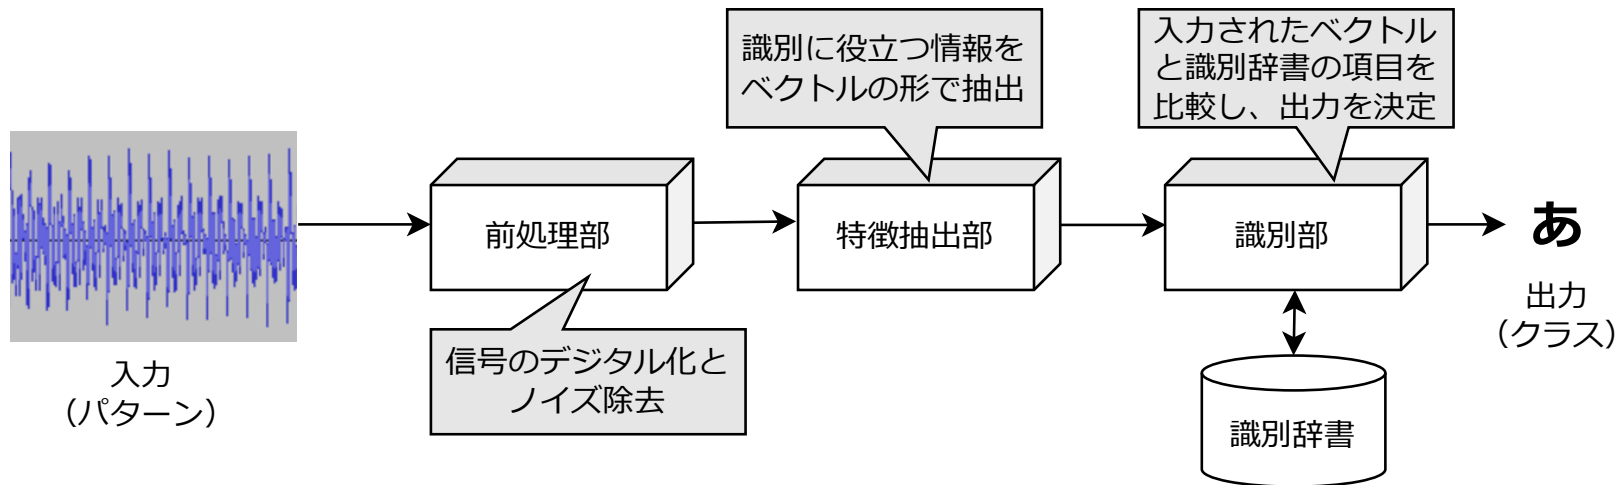 識別に役立つ情報を
ベクトルの形で抽出
入力されたベクトル
と識別辞書の項目を
比較し、出力を決定
前処理部
特徴抽出部
識別部
あ
出力
（クラス）
信号のデジタル化と
ノイズ除去
入力
（パターン）
識別辞書